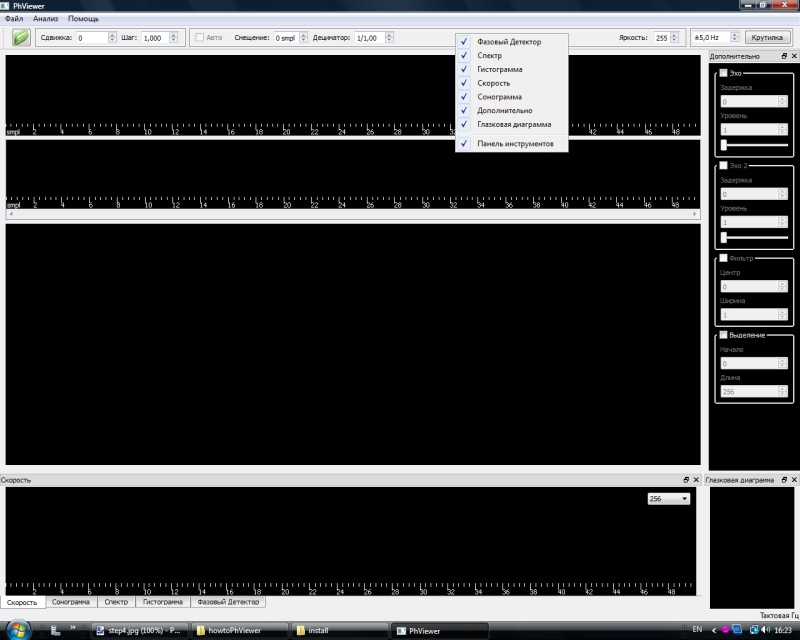 PhViewer
Файл Анализ Помощь
Сдвижка: 0 Шаг: 1,000 Авто Смещение: 0 smpl Дециматор: 1/1,00 Яркость: 255 ±5,0 Hz Крутилка
Фазовый Детектор
Спектр
Гистограмма
Скорость
Сонограмма
Дополнительно
Глазковая диаграмма
Панель инструментов
smpl 2 4 6 8 10 12 14 16 18 20 22 24 26 28 30 32 34 36 38 40 42 44 46 48
smpl 2 4 6 8 10 12 14 16 18 20 22 24 26 28 30 32 34 36 38 40 42 44 46 48
Дополнительно
Эхо
Задержка
0
Уровень
1
Эхо 2
Задержка
0
Уровень
1
Фильтр
Центр
0
Ширина
1
Выделение
Начало
0
Длина
256
Скорость
256
2 4 6 8 10 12 14 16 18 20 22 24 26 28 30 32 34 36 38 40 42 44 46 48
Скорость Сонограмма Спектр Гистограмма Фазовый Детектор
Глазковая диаграмма
Тактовая Гц
step4.jpg (100%) - P... howtoPhViewer install PhViewer EN 16:23